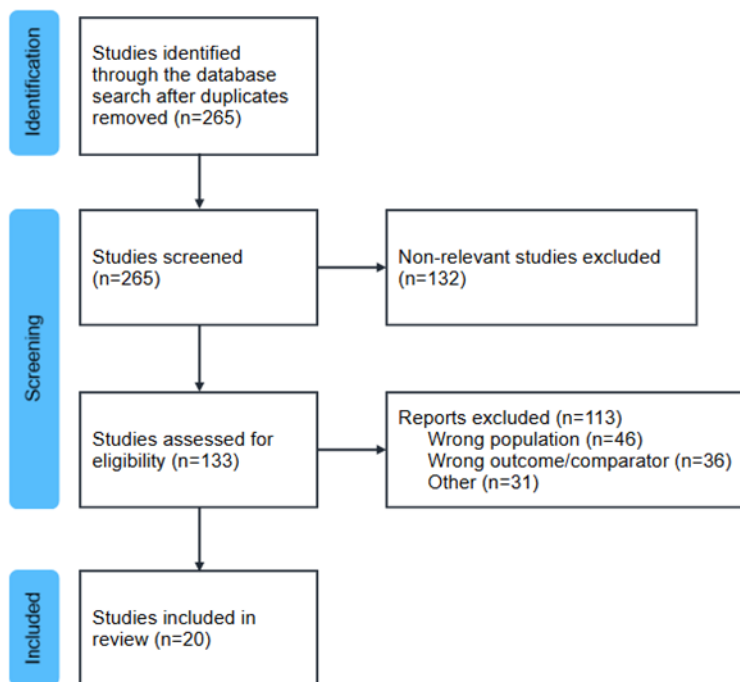 Identification
Studies identified
through the database
search after duplicates
removed (n=265)
Screening
Studies screened
(n=265)
Non-relevant studies excluded
(n=132)
Studies assessed for
eligibility (n=133)
Reports excluded (n=113)
Wrong population (n=46)
Wrong outcome/comparator (n=36)
Other (n=31)
Included
Studies included in
review (n=20)